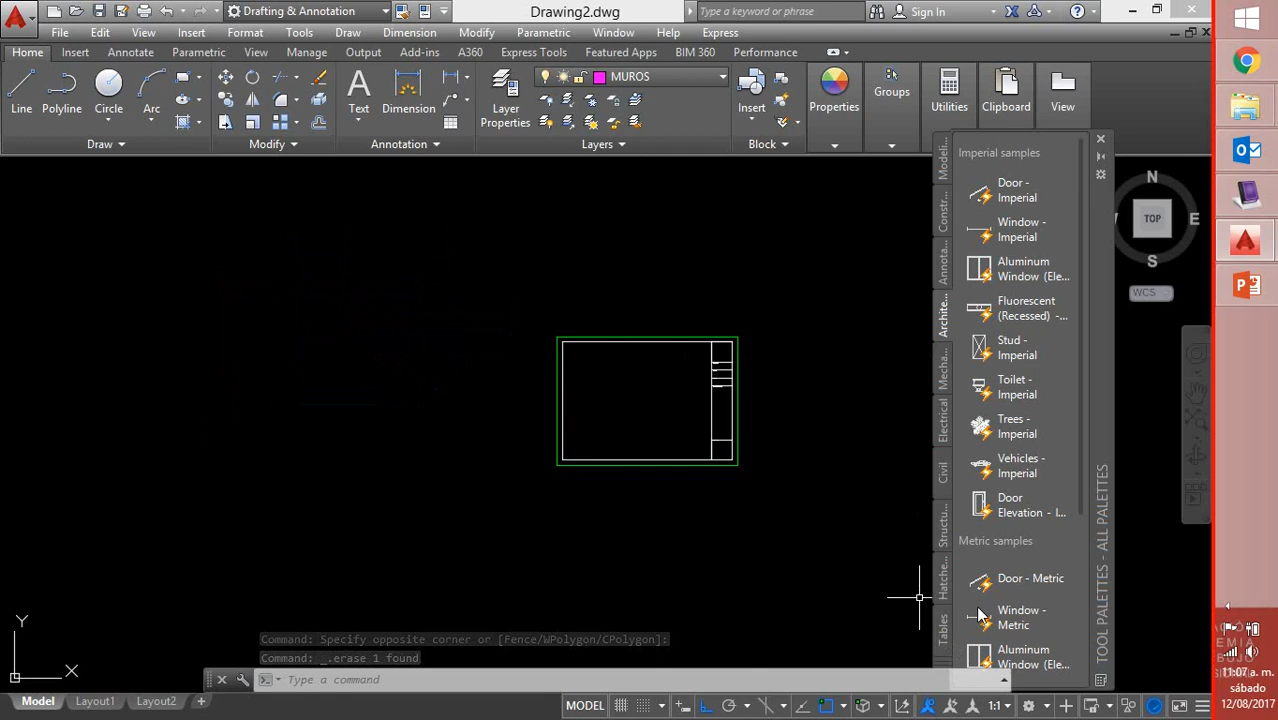 Drafting & Annotation
Drawing2.dwg
Type a keyword or phrase
Sign In
File Edit View Insert Format Tools Draw Dimension Modify Parametric Window Help Express
Home Insert Annotate Parametric View Manage Output Add-ins A360 Express Tools Featured Apps BIM 360 Performance
Line Polyline Circle Arc
Text Dimension
Layer Properties
MUROS
Insert
Properties
Groups
Utilities
Clipboard
View
Draw
Modify
Annotation
Layers
Block
Modeli...
Constr...
Annota...
Archite...
Mecha...
Electrical
Civil
Structu...
Hatche...
Tables
Imperial samples
Door - Imperial
Window - Imperial
Aluminum Window (Ele...
Fluorescent (Recessed) -...
Stud - Imperial
Toilet - Imperial
Trees - Imperial
Vehicles - Imperial
Door Elevation - I...
Metric samples
Door - Metric
Window - Metric
Aluminum Window (Ele...
TOOL PALETTES - ALL PALETTES
N
TOP
E
S
WCS
Y
X
Command: Specify opposite corner or [Fence/WPolygon/CPolygon]:
Command: _.erase 1 found
Type a command
Model Layout1 Layout2
MODEL
1:1
11:07 a. m.
sábado
12/08/2017